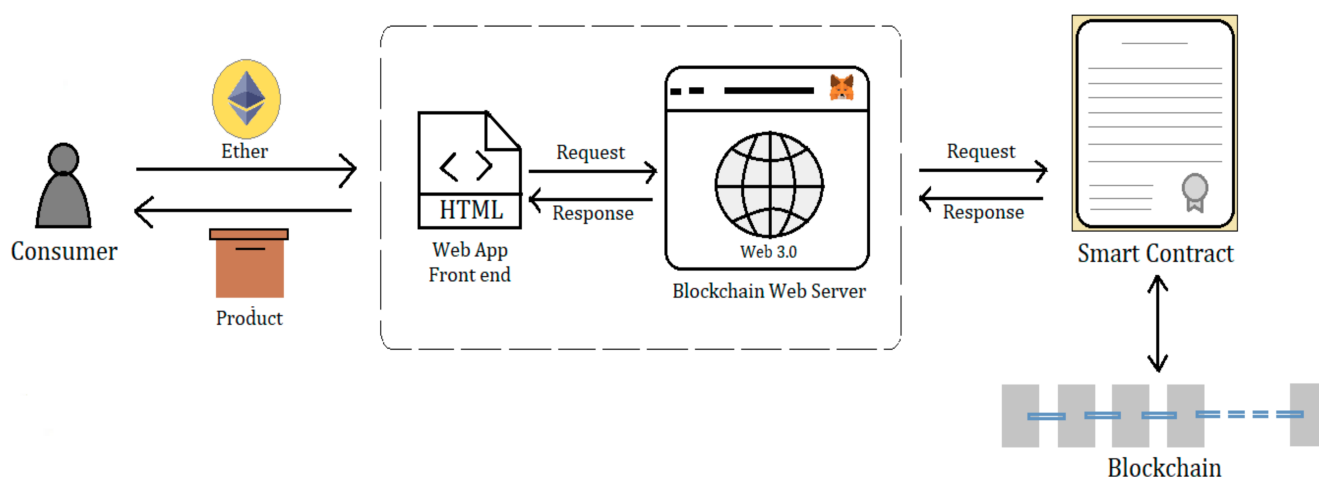 Ether
Consumer
Product
HTML
Web App
Front end
Request
Response
Web 3.0
Blockchain Web Server
Request
Response
Smart Contract
Blockchain